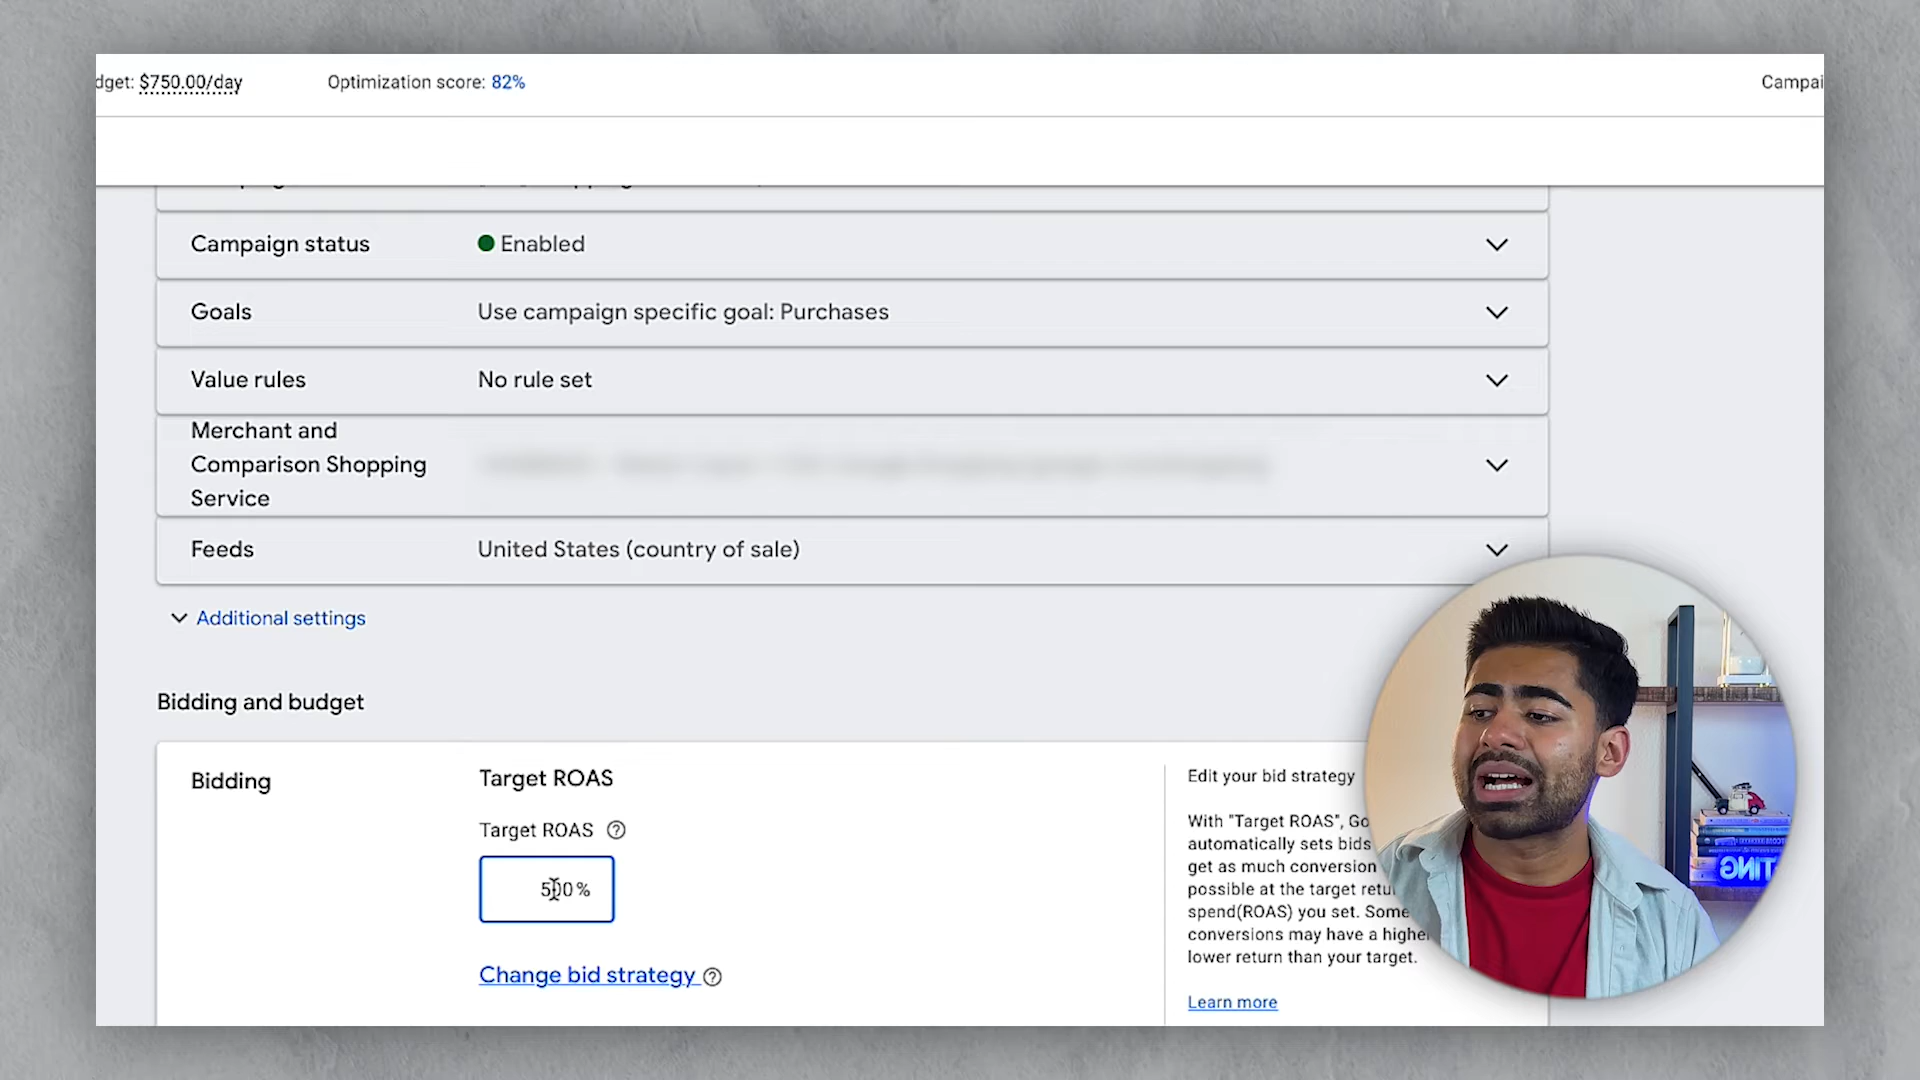 dget: $750.00/day
Optimization score: 82%
Campai
Campaign status
Enabled
Goals
Use campaign specific goal: Purchases
Value rules
No rule set
Merchant and
Comparison Shopping
Service
Feeds
United States (country of sale)
Additional settings
Bidding and budget
Bidding
Target ROAS
Target ROAS
500%
Change bid strategy
Edit your bid strategy
With "Target ROAS", Go
automatically sets bids
get as much conversion
possible at the target retu
spend(ROAS) you set. Some
conversions may have a highe
lower return than your target.
Learn more